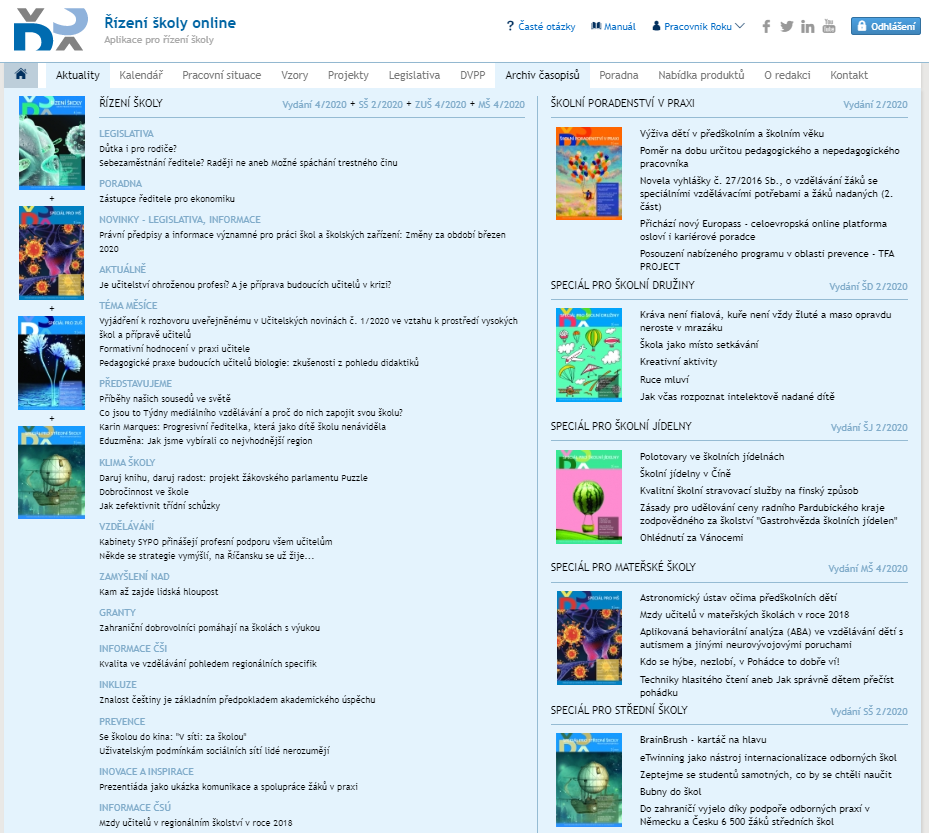 Řízení školy online
Aplikace pro řízení školy
? Časté otázky
Manuál
Pracovník Roku
You Tube
Odhlášení
Aktuality
Kalendář
Pracovní situace
Vzory
Projekty
Legislativa
DVPP
Archiv časopisů
Poradna
Nabídka produktů
O redakci
Kontakt
ŘÍZENÍ ŠKOLY
Vydání 4/2020 + SŠ 2/2020 + ZUŠ 4/2020 + MŠ 4/2020
LEGISLATIVA
Důtka i pro rodiče?
Sebezaměstnání ředitele? Raději ne aneb Možné spáchání trestného činu
PORADNA
Zástupce ředitele pro ekonomiku
NOVINKY – LEGISLATIVA, INFORMACE
Právní předpisy a informace významné pro práci škol a školských zařízení: Změny za období březen
2020
AKTUÁLNĚ
Je učitelství ohroženou profesí? A je příprava budoucích učitelů v krizi?
TÉMA MĚSÍCE
Vyjádření k rozhovoru uveřejněnému v Učitelských novinách č. 1/2020 ve vztahu k prostředí vysokých
škol a přípravě učitelů
Formativní hodnocení v praxi učitele
Pedagogické praxe budoucích učitelů biologie: zkušenosti z pohledu didaktiků
PŘEDSTAVUJEME
Příběhy našich sousedů ve světě
Co jsou to Týdny mediálního vzdělávání a proč do nich zapojit svou školu?
Karin Marques: Progresivní ředitelka, která jako dítě školu nenáviděla
Eduzměna: Jak jsme vybírali co nejvhodnější region
KLIMA ŠKOLY
Daruj knihu, daruj radost: projekt žákovského parlamentu Puzzle
Dobročinnost ve škole
Jak zefektivnit třídní schůzky
VZDĚLÁVÁNÍ
Kabinety SYPO přinášejí profesní podporu všem učitelům
Někde se strategie vymýšlí, na Říčansku se už žije...
ZAMYŠLENÍ NAD
Kam až zajde lidská hloupost
GRANTY
Zahraniční dobrovolníci pomáhají na školách s výukou
INFORMACE ČŠI
Kvalita ve vzdělávání pohledem regionálních specifik
INKLUZE
Znalost češtiny je základním předpokladem akademického úspěchu
PREVENCE
Se školou do kina: "V síti: za školou"
Uživatelským podmínkám sociálních sítí lidé nerozumějí
INOVACE A INSPIRACE
Prezentiáda jako ukázka komunikace a spolupráce žáků v praxi
INFORMACE ČSÚ
Mzdy učitelů v regionálním školství v roce 2018
+
+
+
ŠKOLNÍ PORADENSTVÍ V PRAXI
Vydání 2/2020
Výživa dětí v předškolním a školním věku
Poměr na dobu určitou pedagogického a nepedagogického
pracovníka
Novela vyhlášky č. 27/2016 Sb., o vzdělávání žáků se
speciálními vzdělávacími potřebami a žáků nadaných (2.
část)
Přichází nový Europass - celoevropská online platforma
osloví i kariérové poradce
Posouzení nabízeného programu v oblasti prevence - TFA
PROJECT
SPECIÁL PRO ŠKOLNÍ DRUŽINY
Vydání ŠD 2/2020
Kráva není fialová, kuře není vždy žluté a maso opravdu
neroste v mrazáku
Škola jako místo setkávání
Kreativní aktivity
Ruce mluví
Jak včas rozpoznat intelektově nadané dítě
SPECIÁL PRO ŠKOLNÍ JÍDELNY
Vydání ŠJ 2/2020
Polotovary ve školních jídelnách
Školní jídelny v Číně
Kvalitní školní stravovací služby na finský způsob
Zásady pro udělování ceny radního Pardubického kraje
zodpovědného za školství "Gastrohvězda školních jídelen"
Ohlédnutí za Vánocemi
SPECIÁL PRO MATEŘSKÉ ŠKOLY
Vydání MŠ 4/2020
Astronomický ústav očima předškolních dětí
Mzdy učitelů v mateřských školách v roce 2018
Aplikovaná behaviorální analýza (ABA) ve vzdělávání dětí s
autismem a jinými neurovývojovými poruchami
Kdo se hýbe, nezlobí, v Pohádce to dobře ví!
Techniky hlasitého čtení aneb Jak správně dětem přečíst
pohádku
SPECIÁL PRO STŘEDNÍ ŠKOLY
Vydání SŠ 2/2020
BrainBrush - kartáč na hlavu
eTwinning jako nástroj internacionalizace odborných škol
Zeptejme se studentů samotných, co by se chtěli naučit
Bubny do škol
Do zahraničí vyjelo díky podpoře odborných praxí v
Německu a Česku 6 500 žáků středních škol